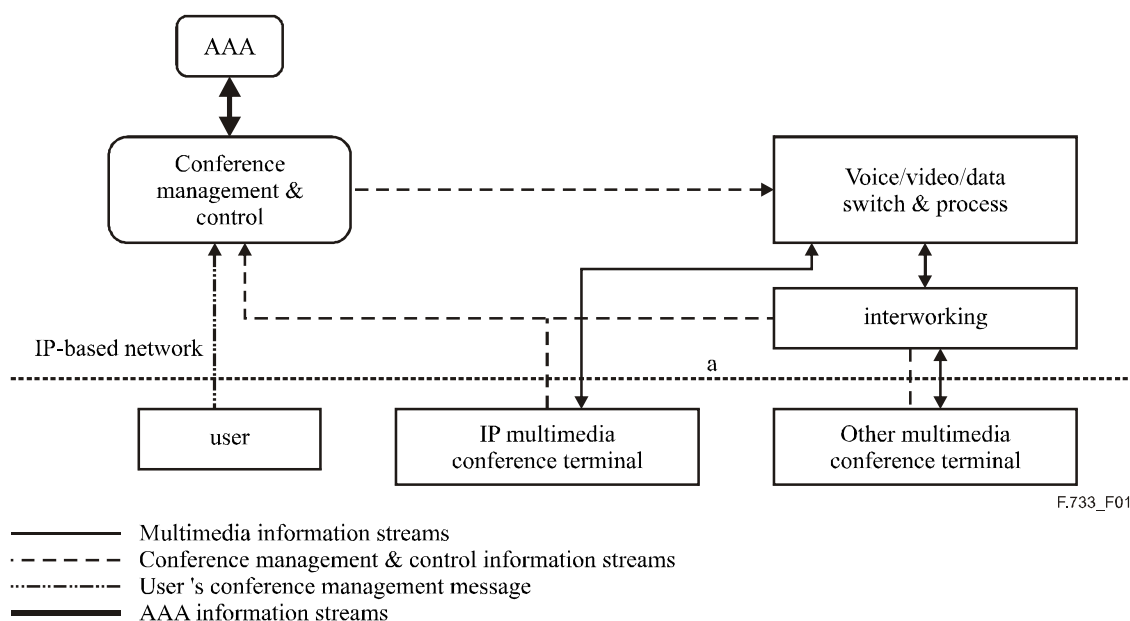 AAA
Conference
management &
control
Voice/video/data
switch & process
interworking
IP-based network
a
user
IP multimedia
conference terminal
Other multimedia
conference terminal
F.733_F01
Multimedia information streams
Conference management & control information streams
User 's conference management message
AAA information streams